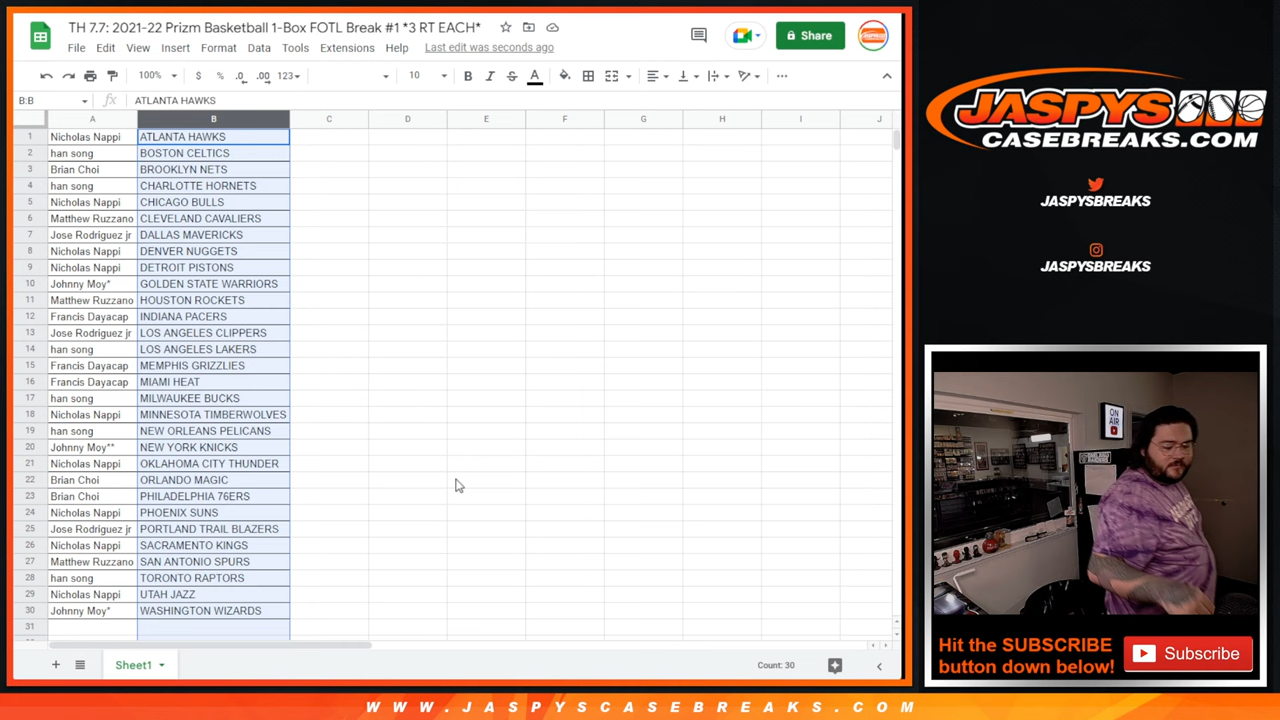 TH 7.7: 2021-22 Prizm Basketball 1-Box FOTL Break #1 *3 RT EACH*
File Edit View Insert Format Data Tools Extensions Help Last edit was seconds ago
Share
100% $ % .0 .00 123 10 B I S A
B:B fx ATLANTA HAWKS
A B C D E F G H I J
1 Nicholas Nappi ATLANTA HAWKS
2 han song BOSTON CELTICS
3 Brian Choi BROOKLYN NETS
4 han song CHARLOTTE HORNETS
5 Nicholas Nappi CHICAGO BULLS
6 Matthew Ruzzano CLEVELAND CAVALIERS
7 Jose Rodriguez jr DALLAS MAVERICKS
8 Nicholas Nappi DENVER NUGGETS
9 Nicholas Nappi DETROIT PISTONS
10 Johnny Moy* GOLDEN STATE WARRIORS
11 Matthew Ruzzano HOUSTON ROCKETS
12 Francis Dayacap INDIANA PACERS
13 Jose Rodriguez jr LOS ANGELES CLIPPERS
14 han song LOS ANGELES LAKERS
15 Francis Dayacap MEMPHIS GRIZZLIES
16 Francis Dayacap MIAMI HEAT
17 han song MILWAUKEE BUCKS
18 Nicholas Nappi MINNESOTA TIMBERWOLVES
19 han song NEW ORLEANS PELICANS
20 Johnny Moy** NEW YORK KNICKS
21 Nicholas Nappi OKLAHOMA CITY THUNDER
22 Brian Choi ORLANDO MAGIC
23 Brian Choi PHILADELPHIA 76ERS
24 Nicholas Nappi PHOENIX SUNS
25 Jose Rodriguez jr PORTLAND TRAIL BLAZERS
26 Nicholas Nappi SACRAMENTO KINGS
27 Matthew Ruzzano SAN ANTONIO SPURS
28 han song TORONTO RAPTORS
29 Nicholas Nappi UTAH JAZZ
30 Johnny Moy* WASHINGTON WIZARDS
31
Sheet1 Count: 30
JASPYS
CASEBREAKS.COM
JASPYSBREAKS
JASPYSBREAKS
ON AIR
Hit the SUBSCRIBE
button down below!
Subscribe
WWW.JASPYSCASEBREAKS.COM